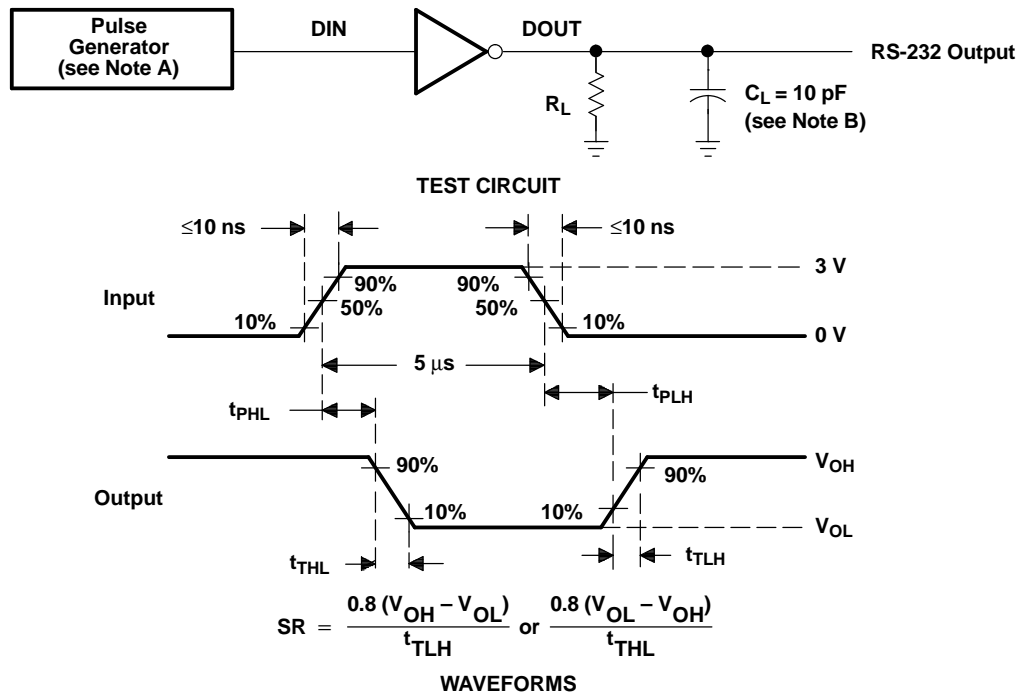 Pulse
Generator
(see Note A)
DIN
DOUT
RS-232 Output
RL
CL = 10 pF
(see Note B)
TEST CIRCUIT
≤10 ns
≤10 ns
3 V
90%
90%
Input
50%
50%
10%
10%
0 V
5 μs
tPHL
tPLH
VOH
90%
90%
Output
10%
10%
VOL
tTHL
tTLH
SR = 0.8 (VOH – VOL) / tTLH or 0.8 (VOL – VOH) / tTHL
WAVEFORMS